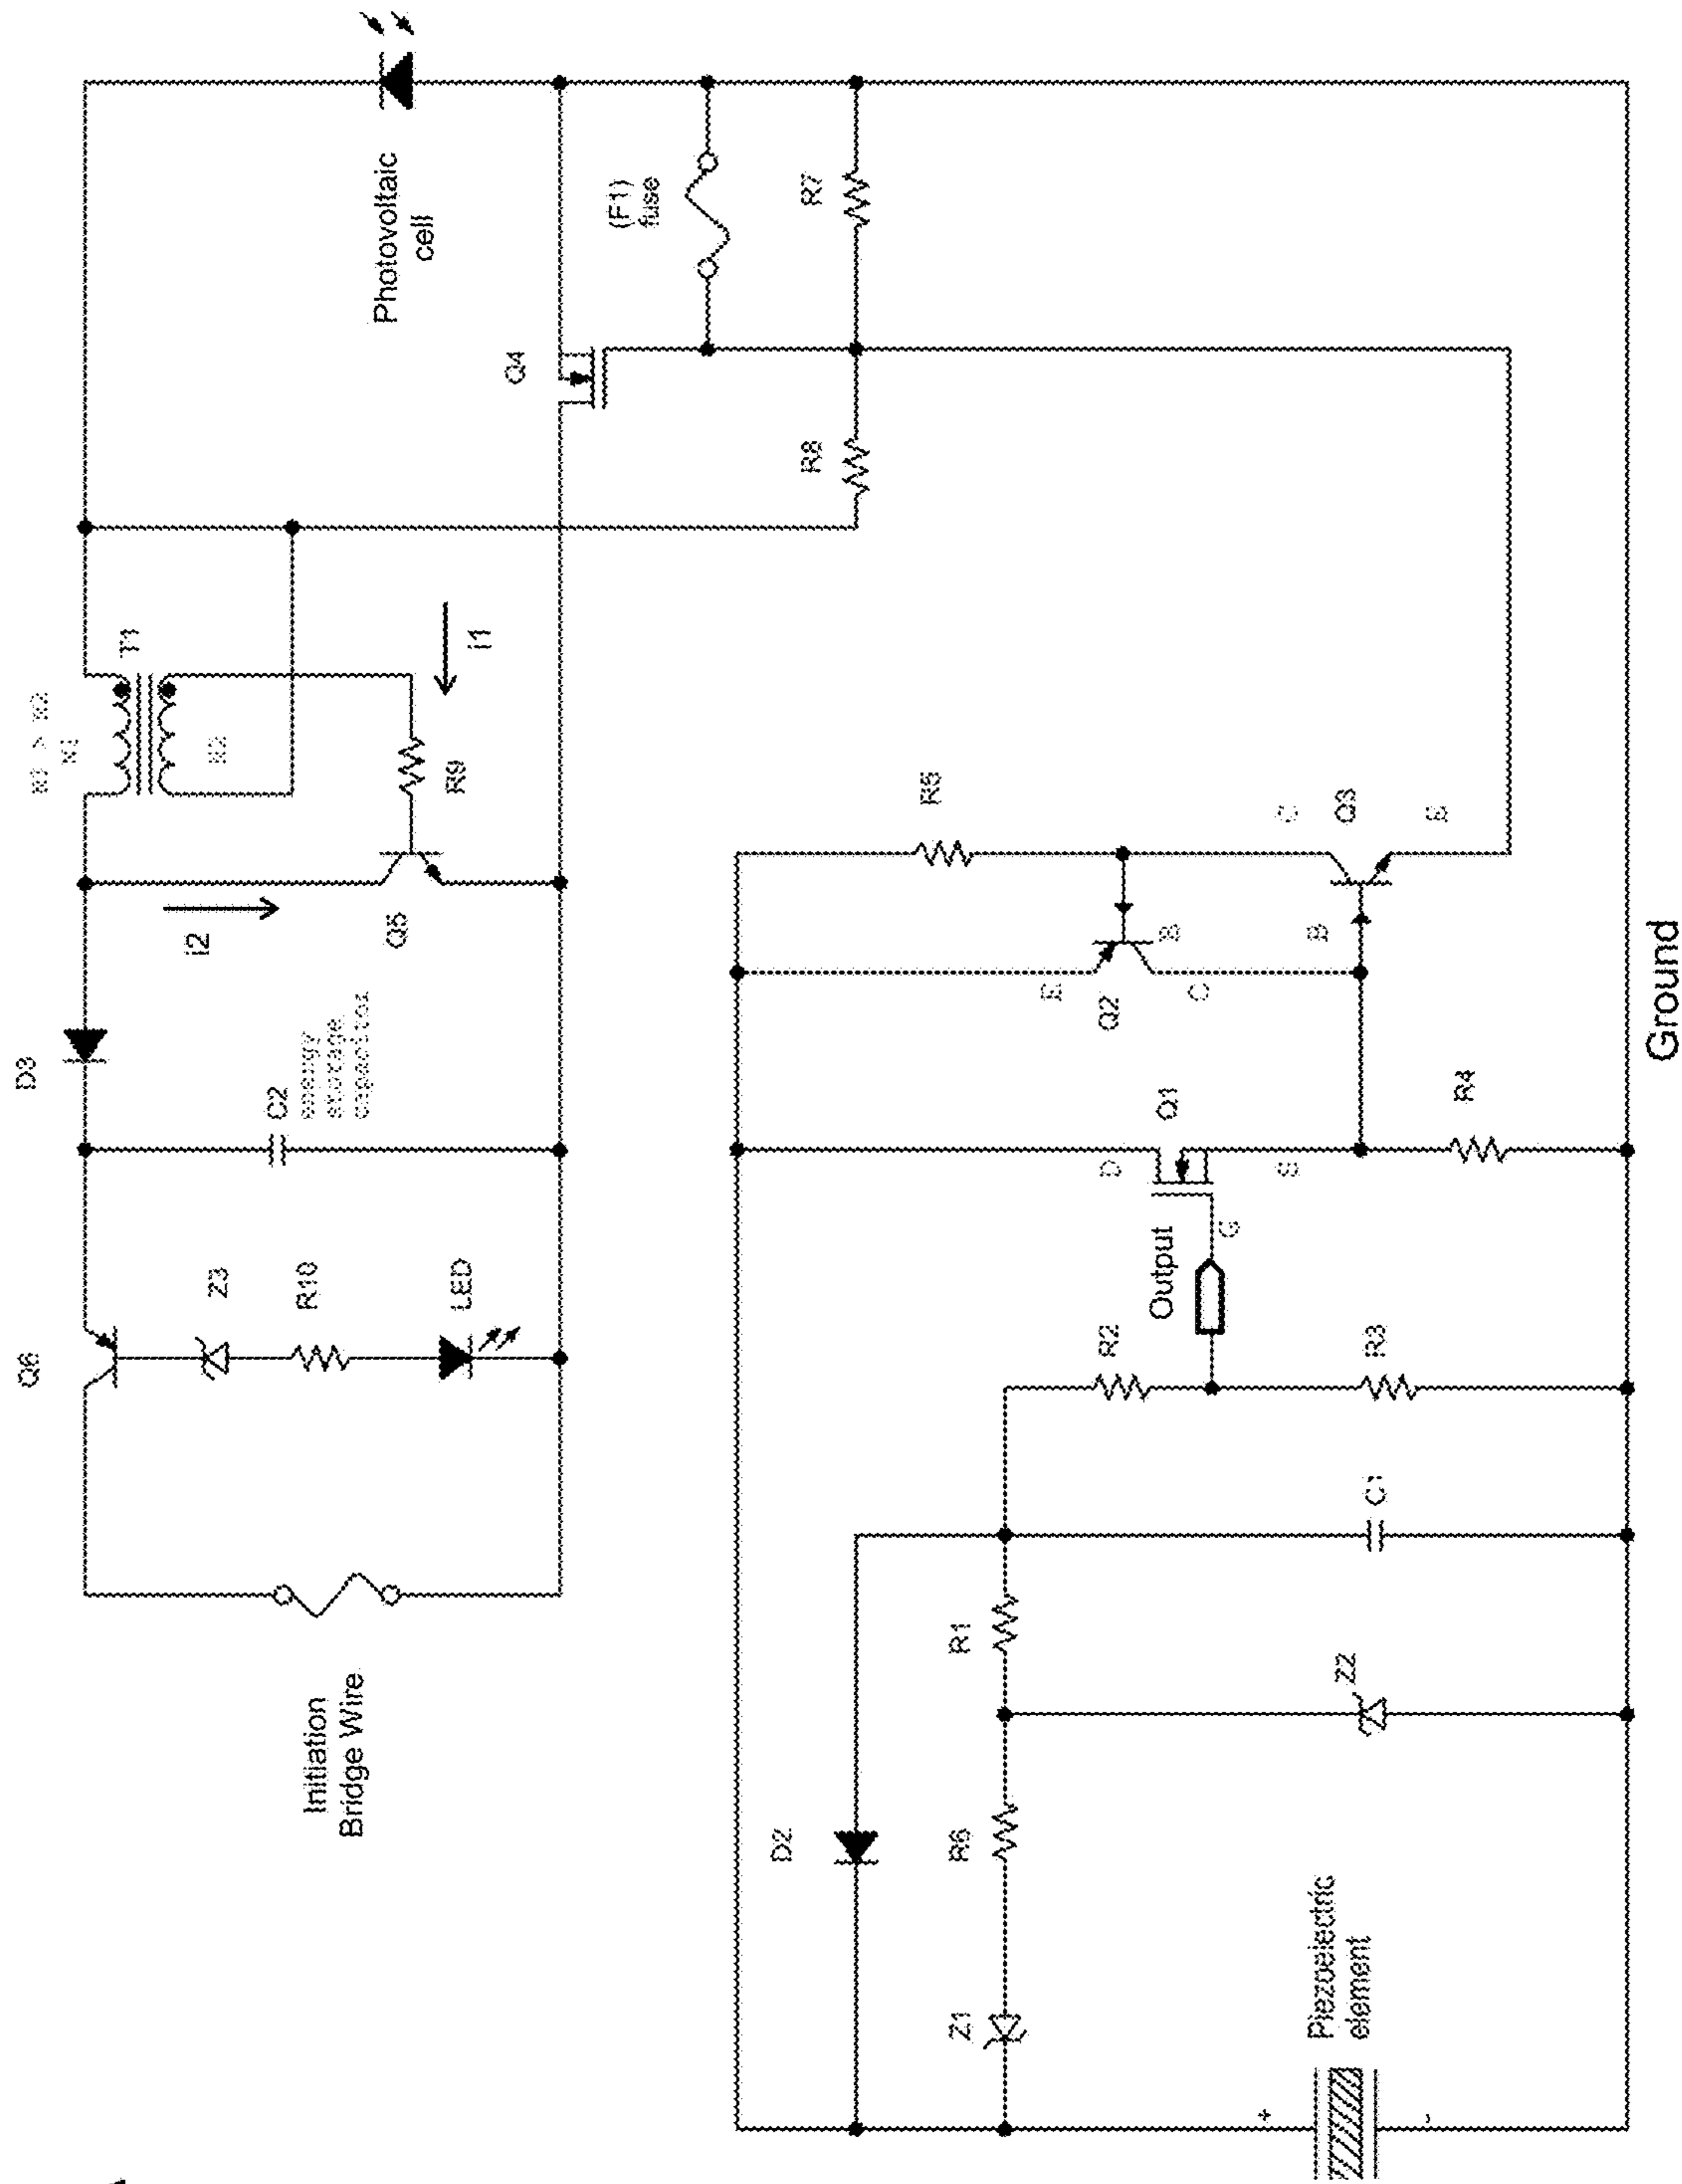 Photovoltaic
cell
(F1)
fuse
R7
Q4
R8
T1
N1 > N2
N1
N2
i1
R9
i2
Q5
D3
C2
energy
storage
capacitor
Q6
Z3
R10
LED
Initiation
Bridge Wire
R5
C
Q3
E
B
B
E
Q2
C
Q1
D
S
G
R4
Output
R2
R3
C1
R1
Z2
D2
R6
Z1
Piezoelectric
element
+
-
Ground